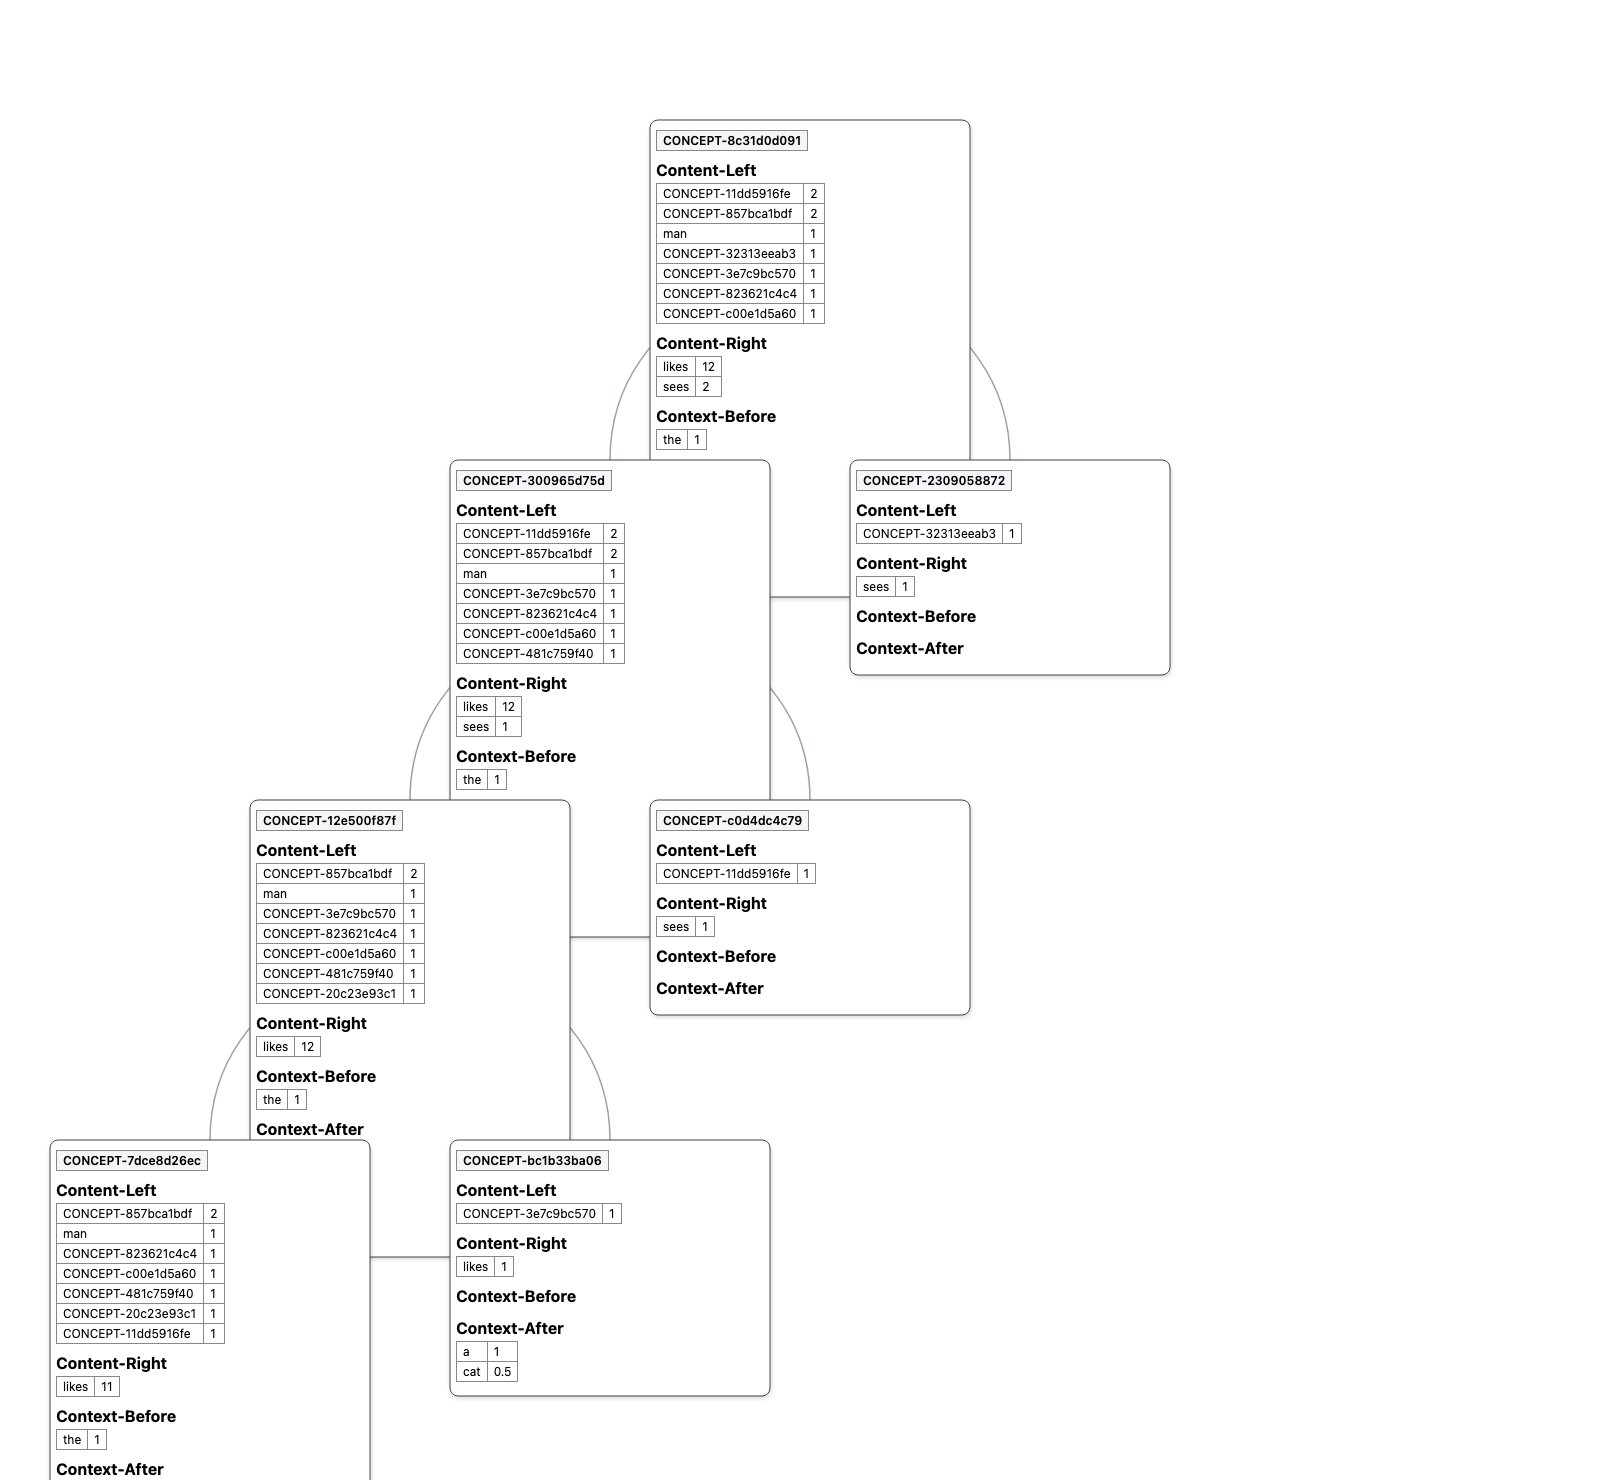 CONCEPT-8c31d0d091
Content-Left
CONCEPT-11dd5916fe 2
CONCEPT-857bca1bdf 2
man 1
CONCEPT-32313eeab3 1
CONCEPT-3e7c9bc570 1
CONCEPT-823621c4c4 1
CONCEPT-c00e1d5a60 1
Content-Right
likes 12
sees 2
Context-Before
the 1
CONCEPT-300965d75d
Content-Left
CONCEPT-11dd5916fe 2
CONCEPT-857bca1bdf 2
man 1
CONCEPT-3e7c9bc570 1
CONCEPT-823621c4c4 1
CONCEPT-c00e1d5a60 1
CONCEPT-481c759f40 1
Content-Right
likes 12
sees 1
Context-Before
the 1
CONCEPT-2309058872
Content-Left
CONCEPT-32313eeab3 1
Content-Right
sees 1
Context-Before
Context-After
CONCEPT-12e500f87f
Content-Left
CONCEPT-857bca1bdf 2
man 1
CONCEPT-3e7c9bc570 1
CONCEPT-823621c4c4 1
CONCEPT-c00e1d5a60 1
CONCEPT-481c759f40 1
CONCEPT-20c23e93c1 1
Content-Right
likes 12
Context-Before
the 1
Context-After
CONCEPT-c0d4dc4c79
Content-Left
CONCEPT-11dd5916fe 1
Content-Right
sees 1
Context-Before
Context-After
CONCEPT-7dce8d26ec
Content-Left
CONCEPT-857bca1bdf 2
man 1
CONCEPT-823621c4c4 1
CONCEPT-c00e1d5a60 1
CONCEPT-481c759f40 1
CONCEPT-20c23e93c1 1
CONCEPT-11dd5916fe 1
Content-Right
likes 11
Context-Before
the 1
Context-After
CONCEPT-bc1b33ba06
Content-Left
CONCEPT-3e7c9bc570 1
Content-Right
likes 1
Context-Before
Context-After
a 1
cat 0.5